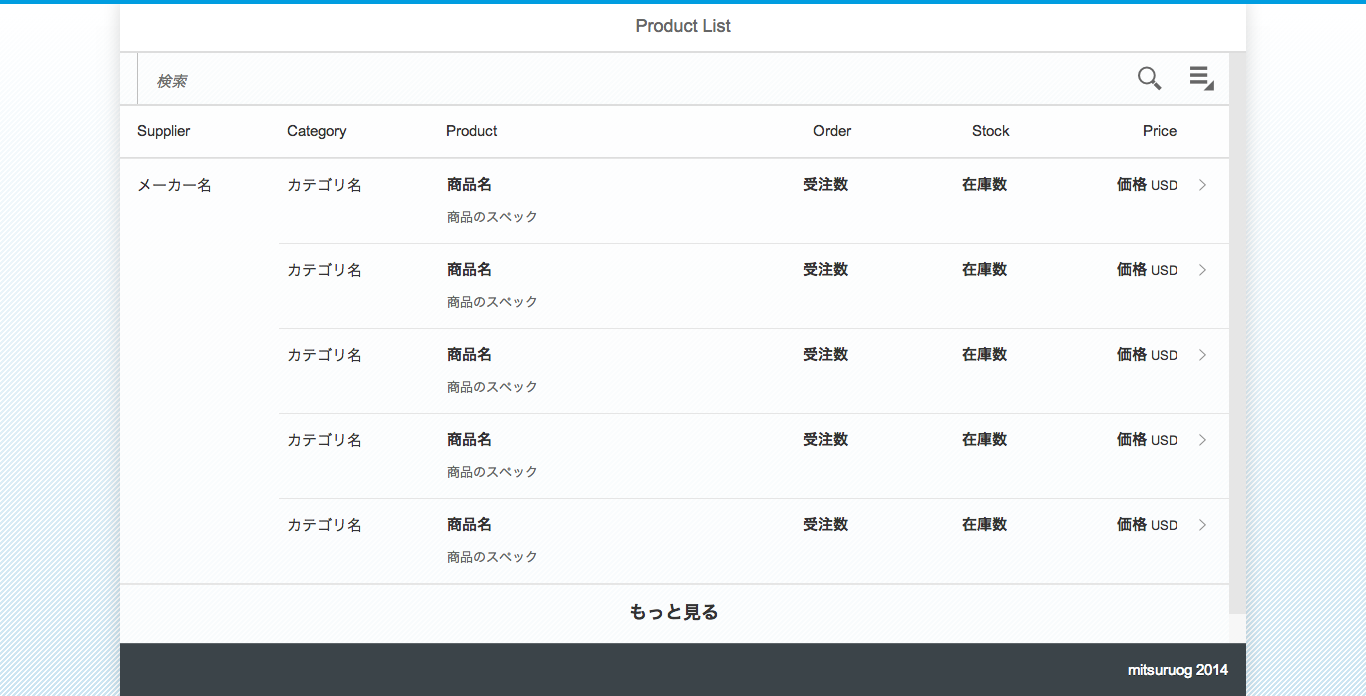 Product List
検索
Supplier Category Product Order Stock Price
メーカー名 カテゴリ名 商品名 受注数 在庫数 価格 USD
商品のスペック
カテゴリ名 商品名 受注数 在庫数 価格 USD
商品のスペック
カテゴリ名 商品名 受注数 在庫数 価格 USD
商品のスペック
カテゴリ名 商品名 受注数 在庫数 価格 USD
商品のスペック
カテゴリ名 商品名 受注数 在庫数 価格 USD
商品のスペック
もっと見る
mitsuruog 2014